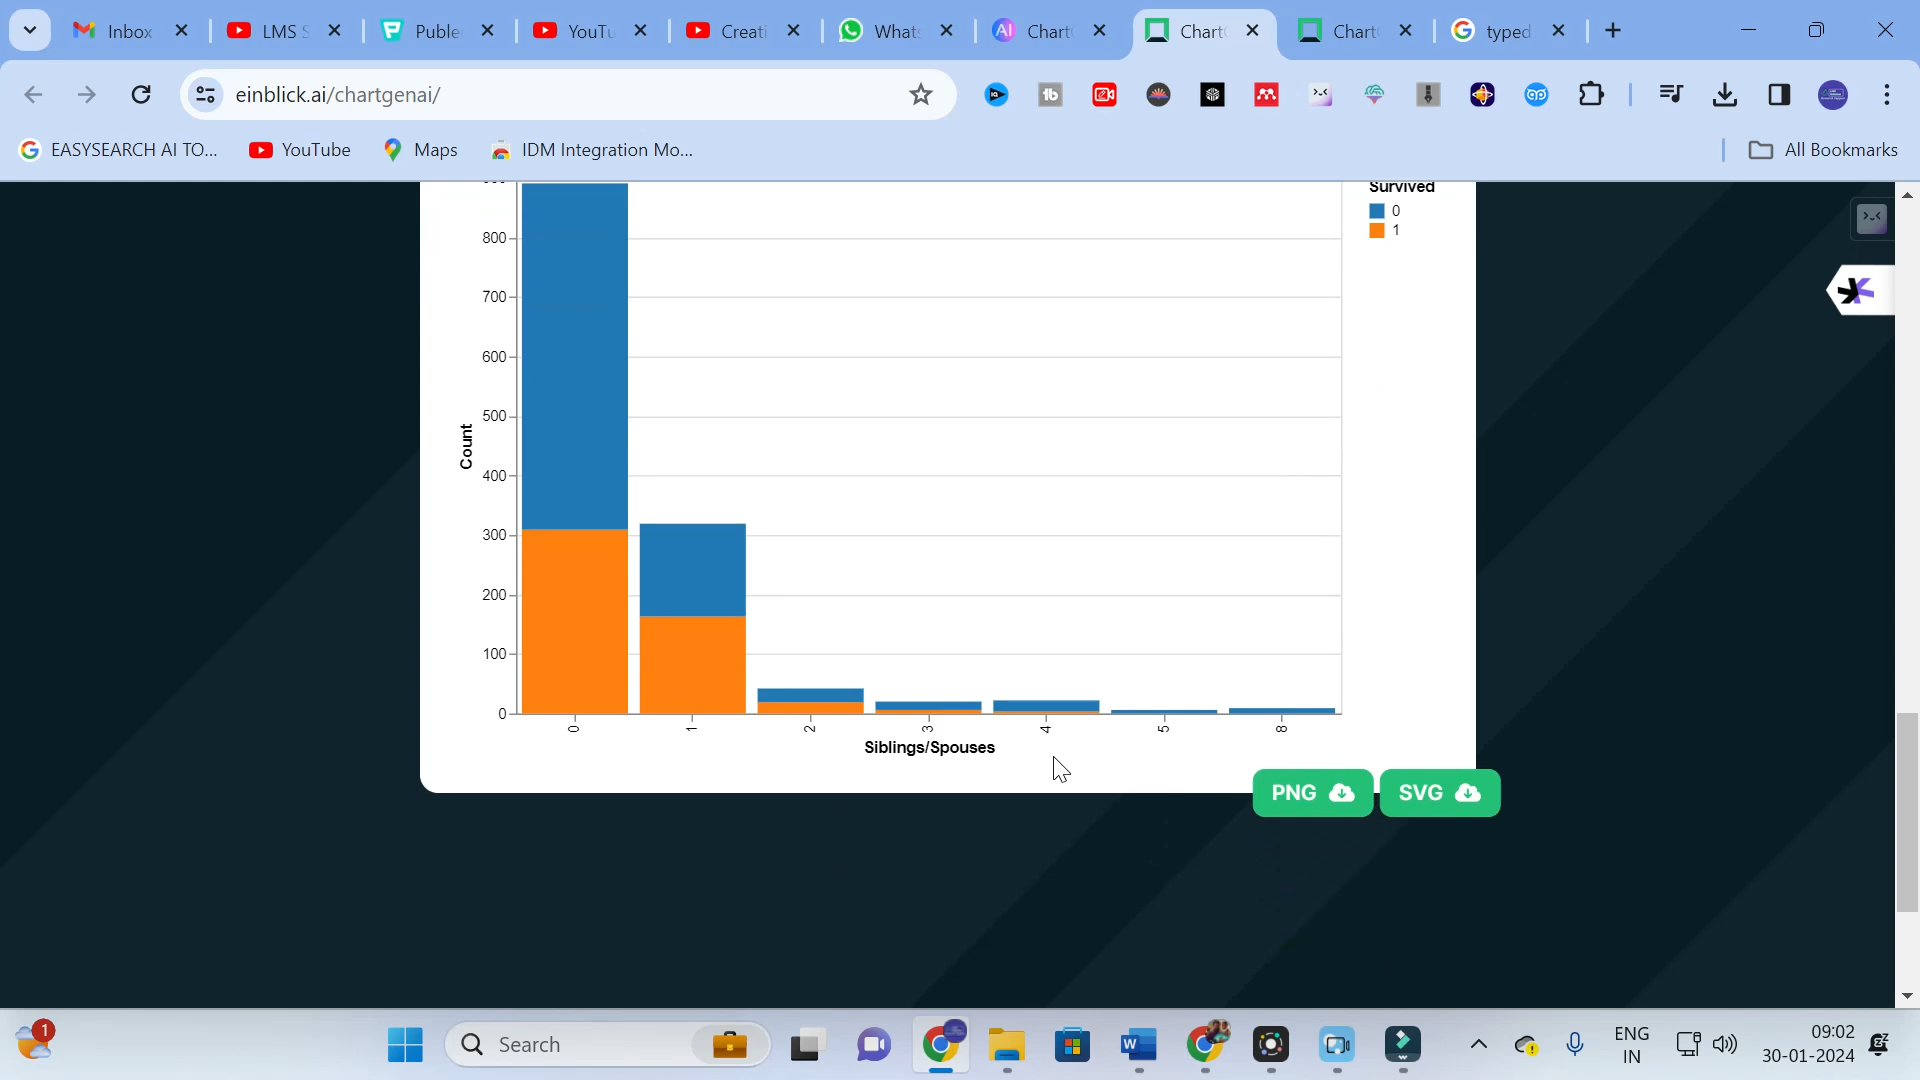 Inbox
LMS S
Puble
YouTu
Creati
What
Chart
Chart
Chart
typed
einblick.ai/chartgenai/
EASYSEARCH AI TO...
YouTube
Maps
IDM Integration Mo...
All Bookmarks
Survived
0
1
800
700
600
500
400
300
200
100
0
Count
0
1
2
3
4
5
8
Siblings/Spouses
PNG
SVG
1
Search
ENG
IN
09:02
30-01-2024